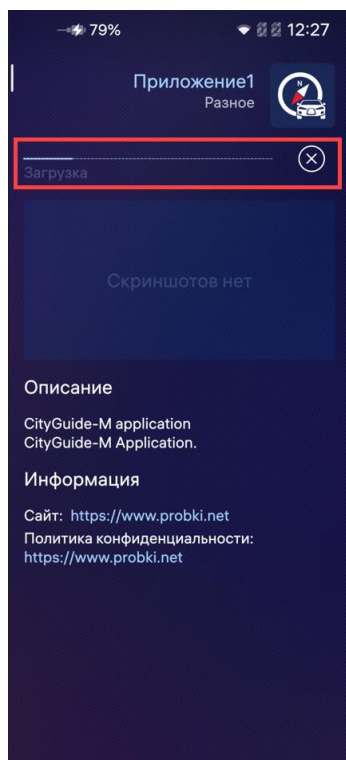 79% 12:27
Приложение1
Разное
N
Загрузка
Скриншотов нет
Описание
CityGuide-M application
CityGuide-M Application.
Информация
Сайт: https://www.probki.net
Политика конфиденциальности:
https://www.probki.net